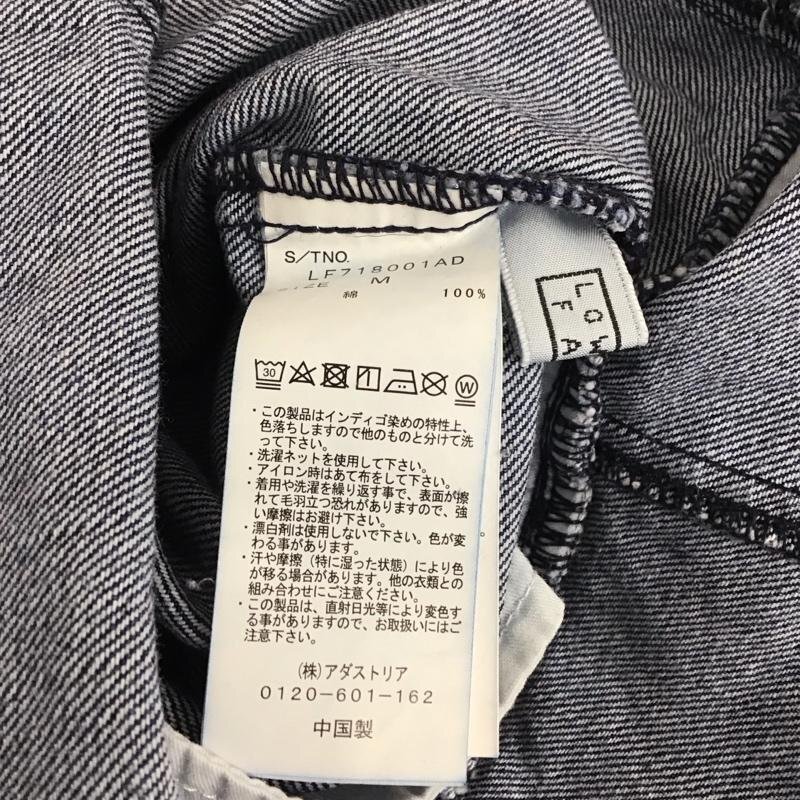 S/TNO.
LF718001AD
SIZE M
綿 100%
30
W
・この製品はインディゴ染めの特性上、
色落ちしますので他のものと分けて洗
って下さい。
・洗濯ネットを使用して下さい。
・アイロン時はあて布をして下さい。
・着用や洗濯を繰り返す事で、表面が擦
れて毛羽立つ恐れがありますので、強
い摩擦はお避け下さい。
・漂白剤は使用しないで下さい。色が変
わる事があります。
・汗や摩擦（特に湿った状態）により色
が移る場合があります。他の衣類との
組み合わせにご注意ください。
・この製品は、直射日光等により変色す
る事がありますので、お取扱いにはご
注意下さい。
(株)アダストリア
0120-601-162
中国製
LOW
FA